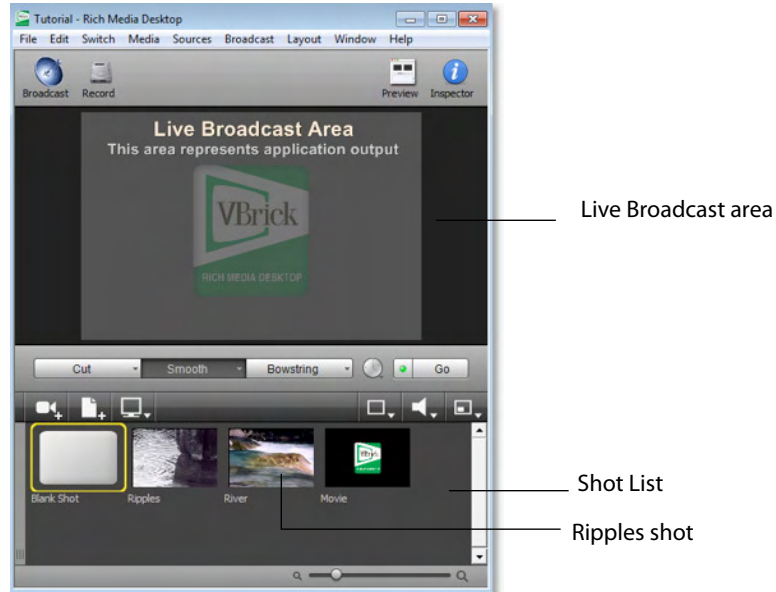 Tutorial - Rich Media Desktop
File Edit Switch Media Sources Broadcast Layout Window Help
Broadcast Record Preview Inspector
Live Broadcast Area
This area represents application output
VBrick
RICH MEDIA DESKTOP
Live Broadcast area
Cut Smooth Bowstring Go
VBrick
Blank Shot Ripples River Movie
Shot List
Ripples shot